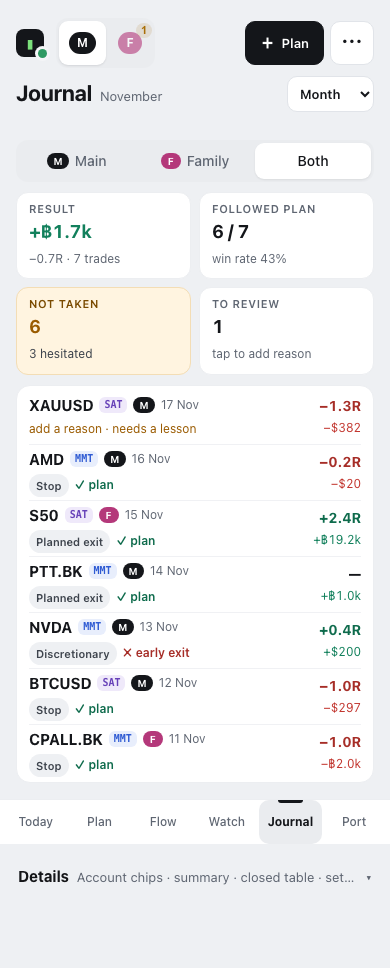 M F 1 + Plan ···
Journal November Month
M Main F Family Both
RESULT
+฿1.7k
−0.7R · 7 trades
FOLLOWED PLAN
6 / 7
win rate 43%
NOT TAKEN
6
3 hesitated
TO REVIEW
1
tap to add reason
XAUUSD SAT M 17 Nov −1.3R
add a reason · needs a lesson −$382
AMD MMT M 16 Nov −0.2R
Stop ✓ plan −$20
S50 SAT F 15 Nov +2.4R
Planned exit ✓ plan +฿19.2k
PTT.BK MMT M 14 Nov —
Planned exit ✓ plan +฿1.0k
NVDA MMT M 13 Nov +0.4R
Discretionary ✕ early exit +$200
BTCUSD SAT M 12 Nov −1.0R
Stop ✓ plan −$297
CPALL.BK MMT F 11 Nov −1.0R
Stop ✓ plan −฿2.0k
Today Plan Flow Watch Journal Port
Details Account chips · summary · closed table · set... ▾